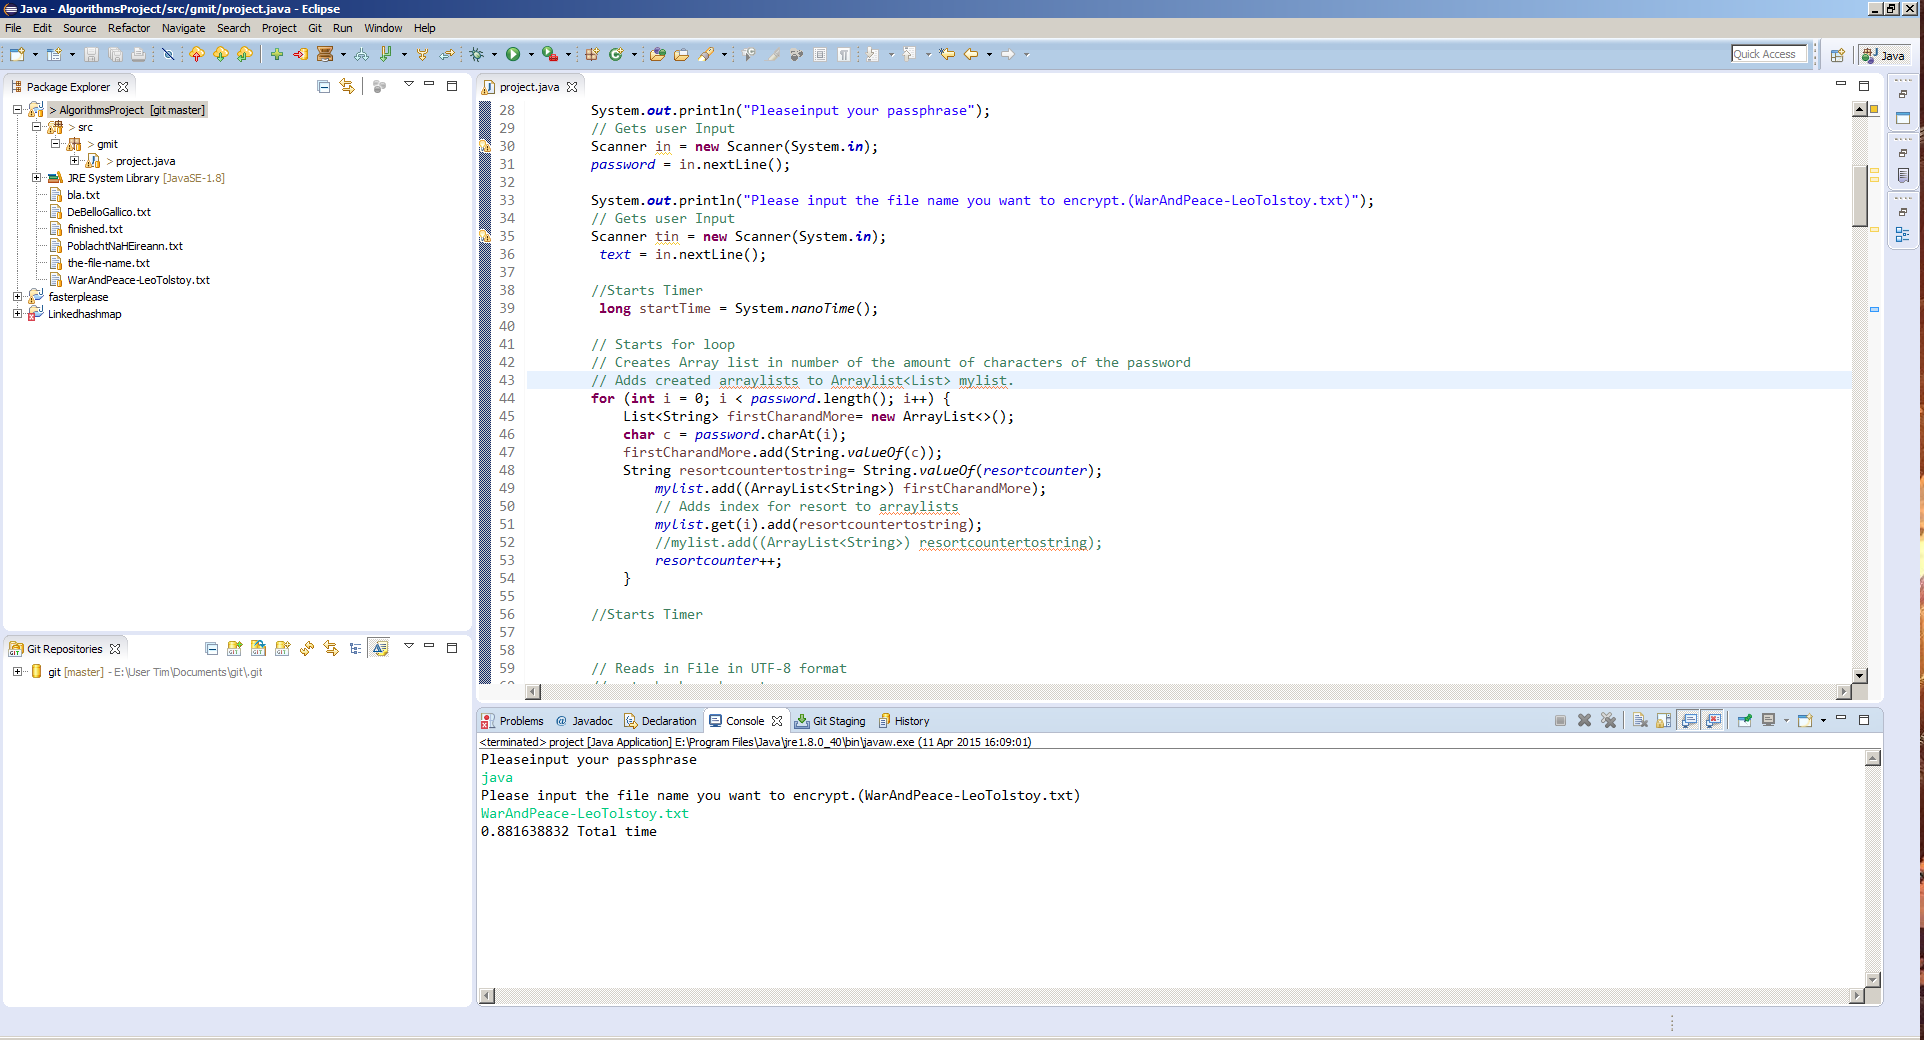 Java - AlgorithmsProject/src/gmit/project.java - Eclipse
File Edit Source Refactor Navigate Search Project Git Run Window Help
Quick Access
Java
Package Explorer
> AlgorithmsProject [git master]
> src
> gmit
> project.java
JRE System Library [JavaSE-1.8]
bla.txt
DeBelloGallico.txt
finished.txt
PoblachtNaHEireann.txt
the-file-name.txt
WarAndPeace-LeoTolstoy.txt
fasterplease
Linkedhashmap
Git Repositories
git [master] - E:\User Tim\Documents\git\.git
project.java
28 System.out.println("Pleaseinput your passphrase");
29 // Gets user Input
30 Scanner in = new Scanner(System.in);
31 password = in.nextLine();
32
33 System.out.println("Please input the file name you want to encrypt.(WarAndPeace-LeoTolstoy.txt)");
34 // Gets user Input
35 Scanner tin = new Scanner(System.in);
36 text = in.nextLine();
37
38 //Starts Timer
39 long startTime = System.nanoTime();
40
41 // Starts for loop
42 // Creates Array list in number of the amount of characters of the password
43 // Adds created arraylists to Arraylist<List> mylist.
44 for (int i = 0; i < password.length(); i++) {
45 List<String> firstCharandMore= new ArrayList<>();
46 char c = password.charAt(i);
47 firstCharandMore.add(String.valueOf(c));
48 String resortcountertostring= String.valueOf(resortcounter);
49 mylist.add((ArrayList<String>) firstCharandMore);
50 // Adds index for resort to arraylists
51 mylist.get(i).add(resortcountertostring);
52 //mylist.add((ArrayList<String>) resortcountertostring);
53 resortcounter++;
54 }
55
56 //Starts Timer
57
58
59 // Reads in File in UTF-8 format
Problems Javadoc Declaration Console Git Staging History
<terminated> project [Java Application] E:\Program Files\Java\jre1.8.0_40\bin\javaw.exe (11 Apr 2015 16:09:01)
Pleaseinput your passphrase
java
Please input the file name you want to encrypt.(WarAndPeace-LeoTolstoy.txt)
WarAndPeace-LeoTolstoy.txt
0.881638832 Total time